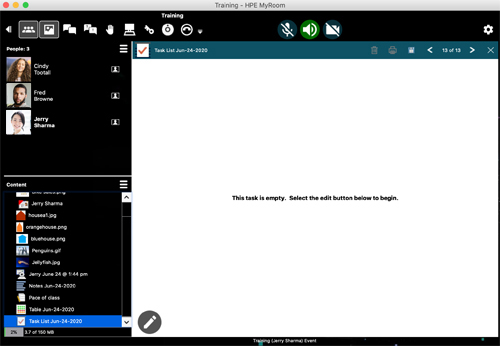 Training - HPE MyRoom
Training
People: 3
Cindy
Tootall
Fred
Browne
Jerry
Sharma
Task List Jun-24-2020
13 of 13
This task is empty. Select the edit button below to begin.
Content
Jerry Sharma
housea1.jpg
orangehouse.png
bluehouse.png
Penguins.gif
Jellyfish.jpg
Jerry June 24 @ 1:44 pm
Notes Jun-24-2020
Pace of class
Table Jun-24-2020
Task List Jun-24-2020
2% 3.7 of 150 MB
Training (Jerry Sharma) Event